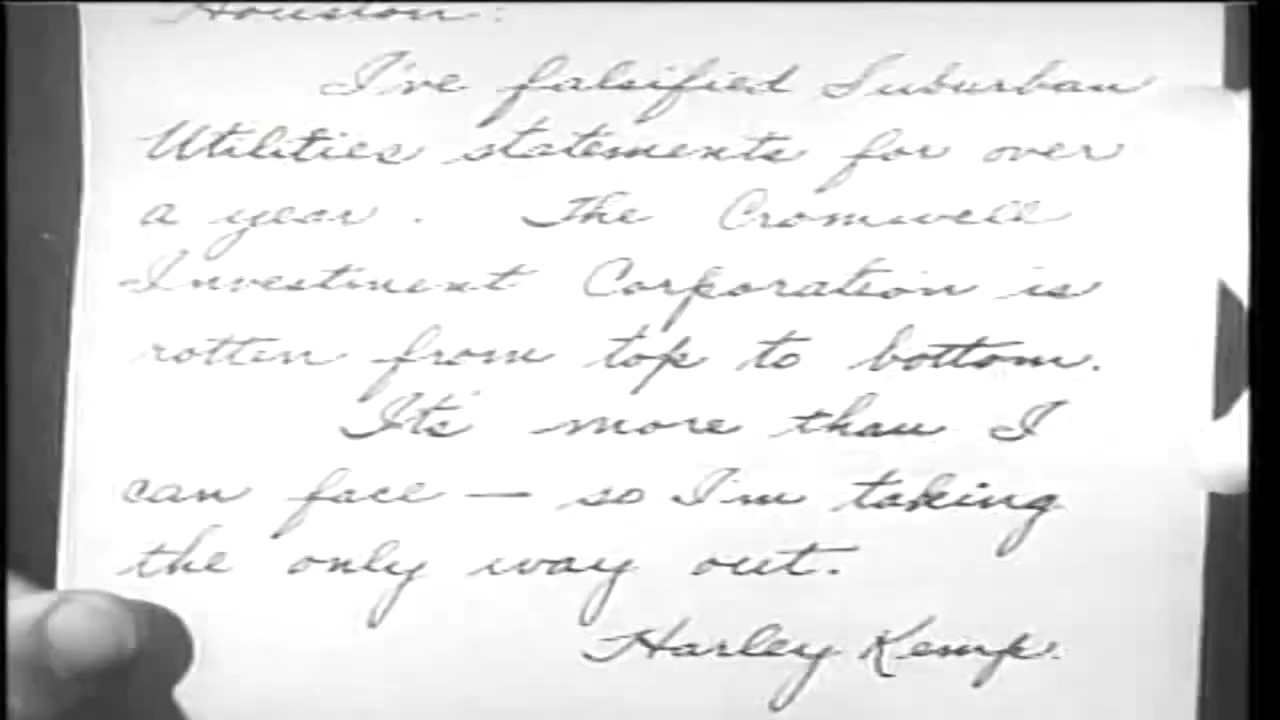 Houston:
I've falsified Suburban
Utilities statements for over
a year. The Cromwell
Investment Corporation is
rotten from top to bottom.
It's more than I
can face — so I'm taking
the only way out.
Harley Kemp.